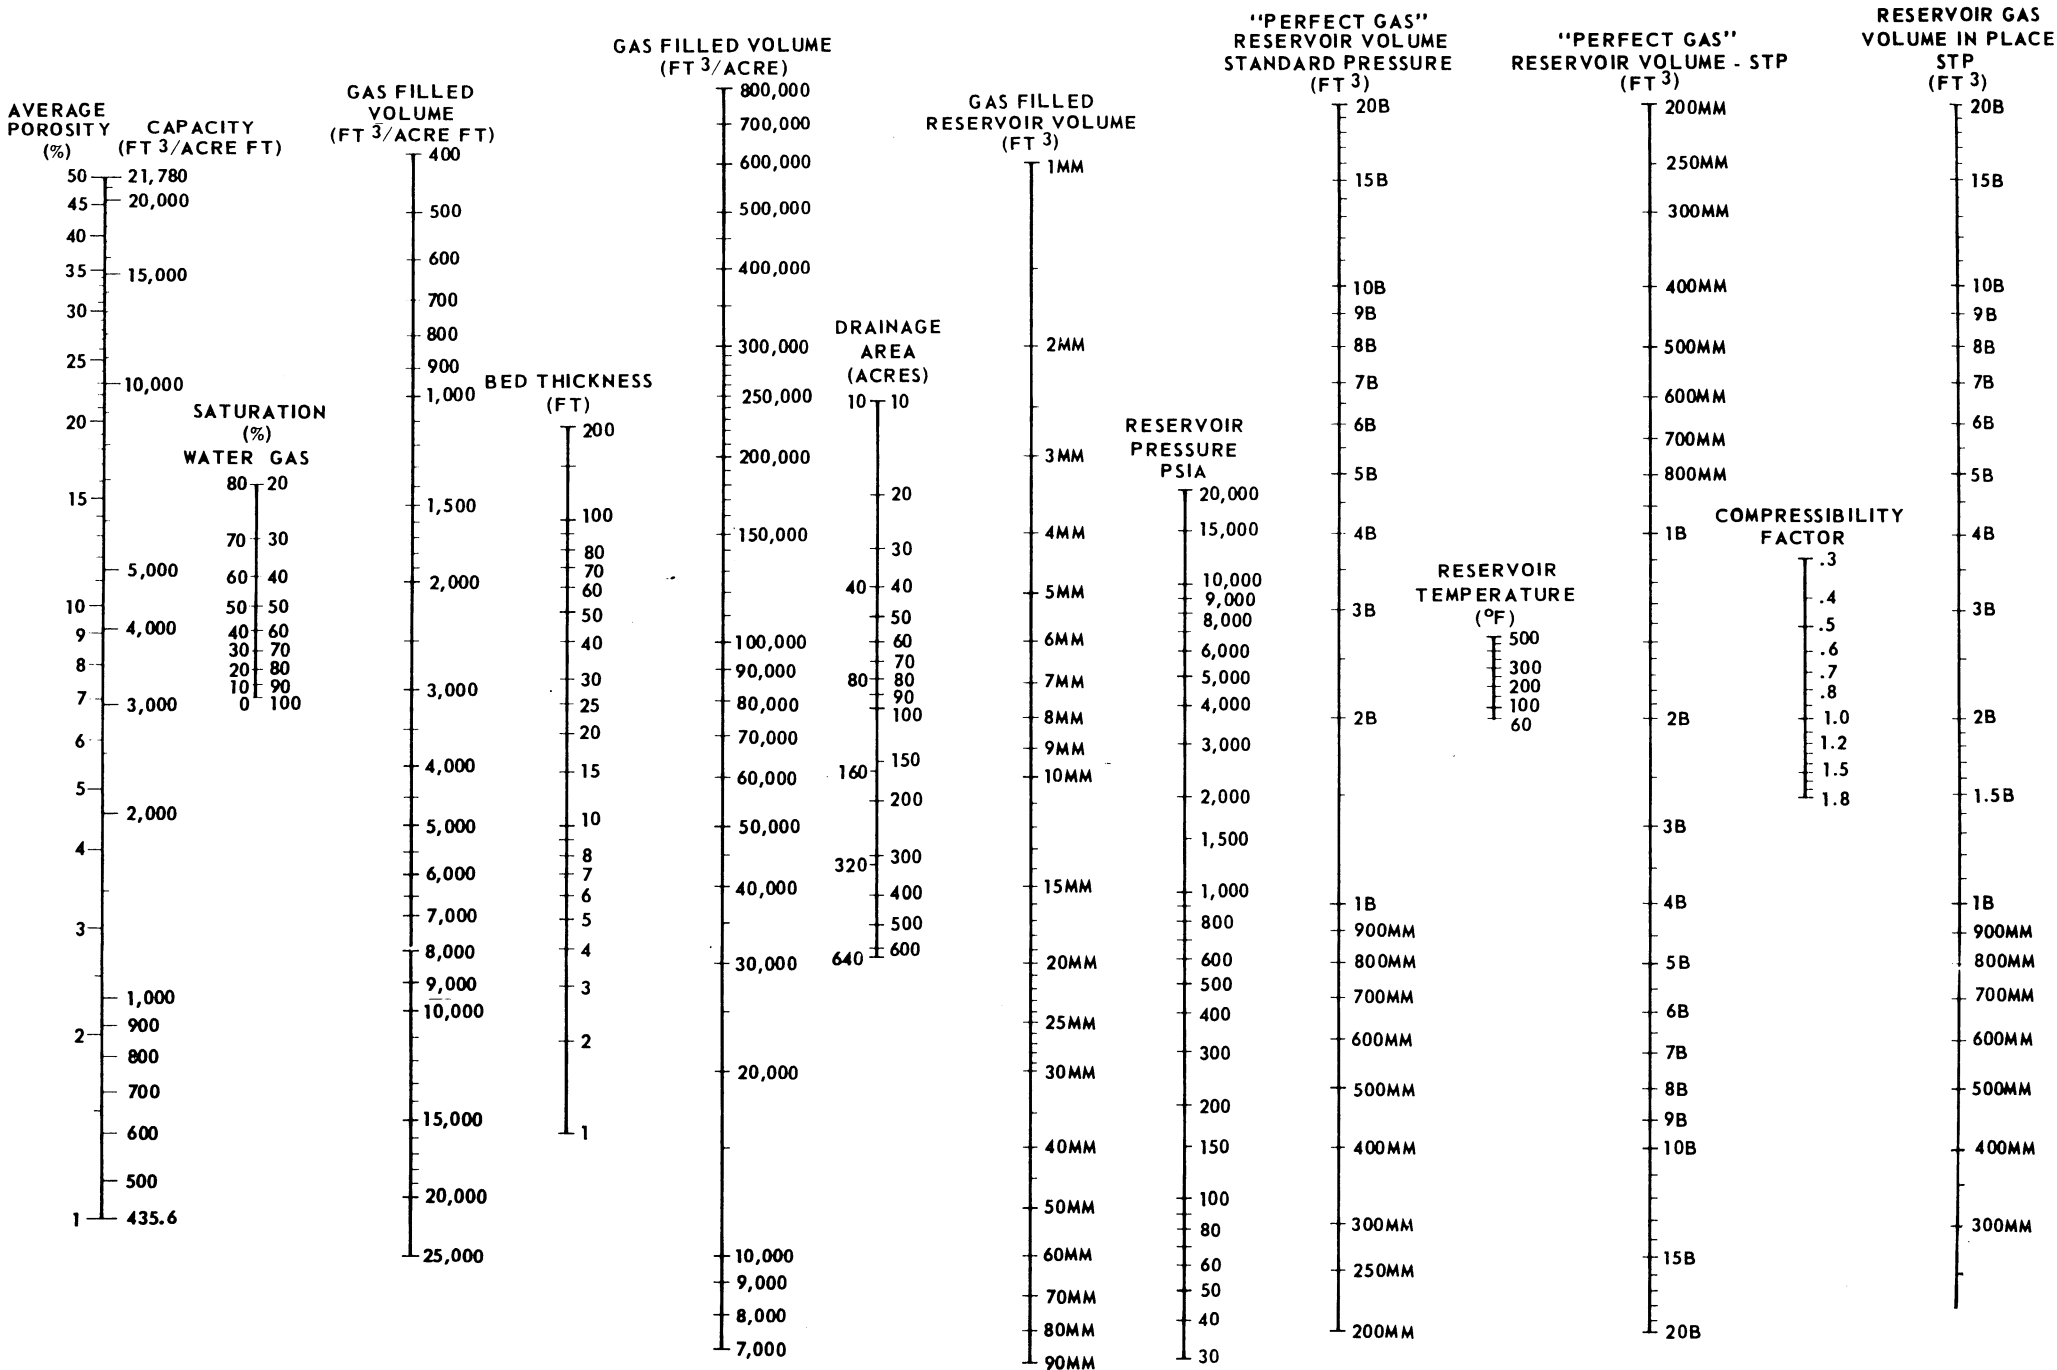 AVERAGE
POROSITY
(%)
50
45
40
35
30
25
20
15
10
9
8
7
6
5
4
3
2
1
CAPACITY
(FT 3/ACRE FT)
21,780
20,000
15,000
10,000
5,000
4,000
3,000
2,000
1,000
900
800
700
600
500
435.6
SATURATION
(%)
WATER GAS
80 20
70 30
60 40
50 50
40 60
30 70
20 80
10 90
0 100
GAS FILLED
VOLUME
(FT 3/ACRE FT)
400
500
600
700
800
900
1,000
1,500
2,000
3,000
4,000
5,000
6,000
7,000
8,000
9,000
10,000
15,000
20,000
25,000
BED THICKNESS
(FT)
200
100
80
70
60
50
40
30
25
20
15
10
8
7
6
5
4
3
2
1
GAS FILLED VOLUME
(FT 3/ACRE)
800,000
700,000
600,000
500,000
400,000
300,000
250,000
200,000
150,000
100,000
90,000
80,000
70,000
60,000
50,000
40,000
30,000
20,000
10,000
9,000
8,000
7,000
DRAINAGE
AREA
(ACRES)
10 10
20
30
40 40
50
60
70
80 80
90
100
150
160
200
300
320
400
500
600
640
GAS FILLED
RESERVOIR VOLUME
(FT 3)
1MM
2MM
3MM
4MM
5MM
6MM
7MM
8MM
9MM
10MM
15MM
20MM
25MM
30MM
40MM
50MM
60MM
70MM
80MM
90MM
RESERVOIR
PRESSURE
PSIA
20,000
15,000
10,000
9,000
8,000
6,000
5,000
4,000
3,000
2,000
1,500
1,000
800
600
500
400
300
200
150
100
80
60
50
40
30
"PERFECT GAS"
RESERVOIR VOLUME
STANDARD PRESSURE
(FT 3)
20B
15B
10B
9B
8B
7B
6B
5B
4B
3B
2B
1B
900MM
800MM
700MM
600MM
500MM
400MM
300MM
250MM
200MM
RESERVOIR
TEMPERATURE
(°F)
500
300
200
100
60
"PERFECT GAS"
RESERVOIR VOLUME - STP
(FT 3)
200MM
250MM
300MM
400MM
500MM
600MM
700MM
800MM
1B
2B
3B
4B
5B
6B
7B
8B
9B
10B
15B
20B
COMPRESSIBILITY
FACTOR
.3
.4
.5
.6
.7
.8
1.0
1.2
1.5
1.8
RESERVOIR GAS
VOLUME IN PLACE
STP
(FT 3)
20B
15B
10B
9B
8B
7B
6B
5B
4B
3B
2B
1.5B
1B
900MM
800MM
700MM
600MM
500MM
400MM
300MM